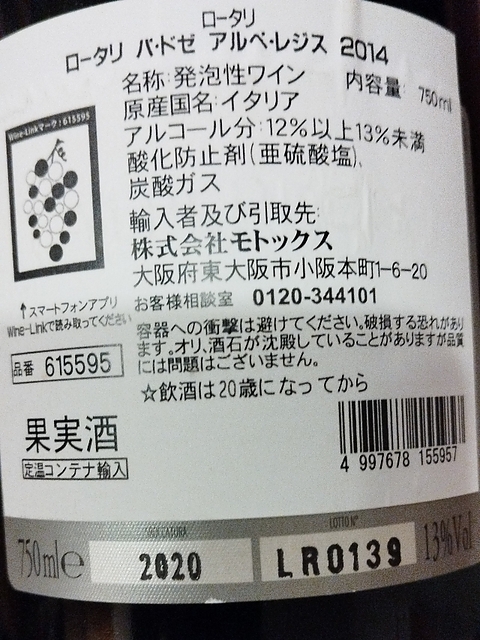 ロータリ
ロータリ パ・ドゼ アルペ・レジス 2014
名称:発泡性ワイン 内容量: 750ml
原産国名:イタリア
アルコール分:12%以上13%未満
酸化防止剤(亜硫酸塩)、
炭酸ガス
輸入者及び引取先:
株式会社モトックス
大阪府東大阪市小阪本町1-6-20
お客様相談室 0120-344101
Wine-Linkマーク:615595
↑スマートフォンアプリ
Wine-Linkで読み取ってください
容器への衝撃は避けてください。破損する恐れがあり
ます。オリ、酒石が沈殿していることがありますが品質
には問題はございません。
品番 615595
☆飲酒は20歳になってから
果実酒
定温コンテナ輸入
4 997678 155957
SBOCCATURA
LOTTO N°
750ml e 2020 LR0139 13%Vol